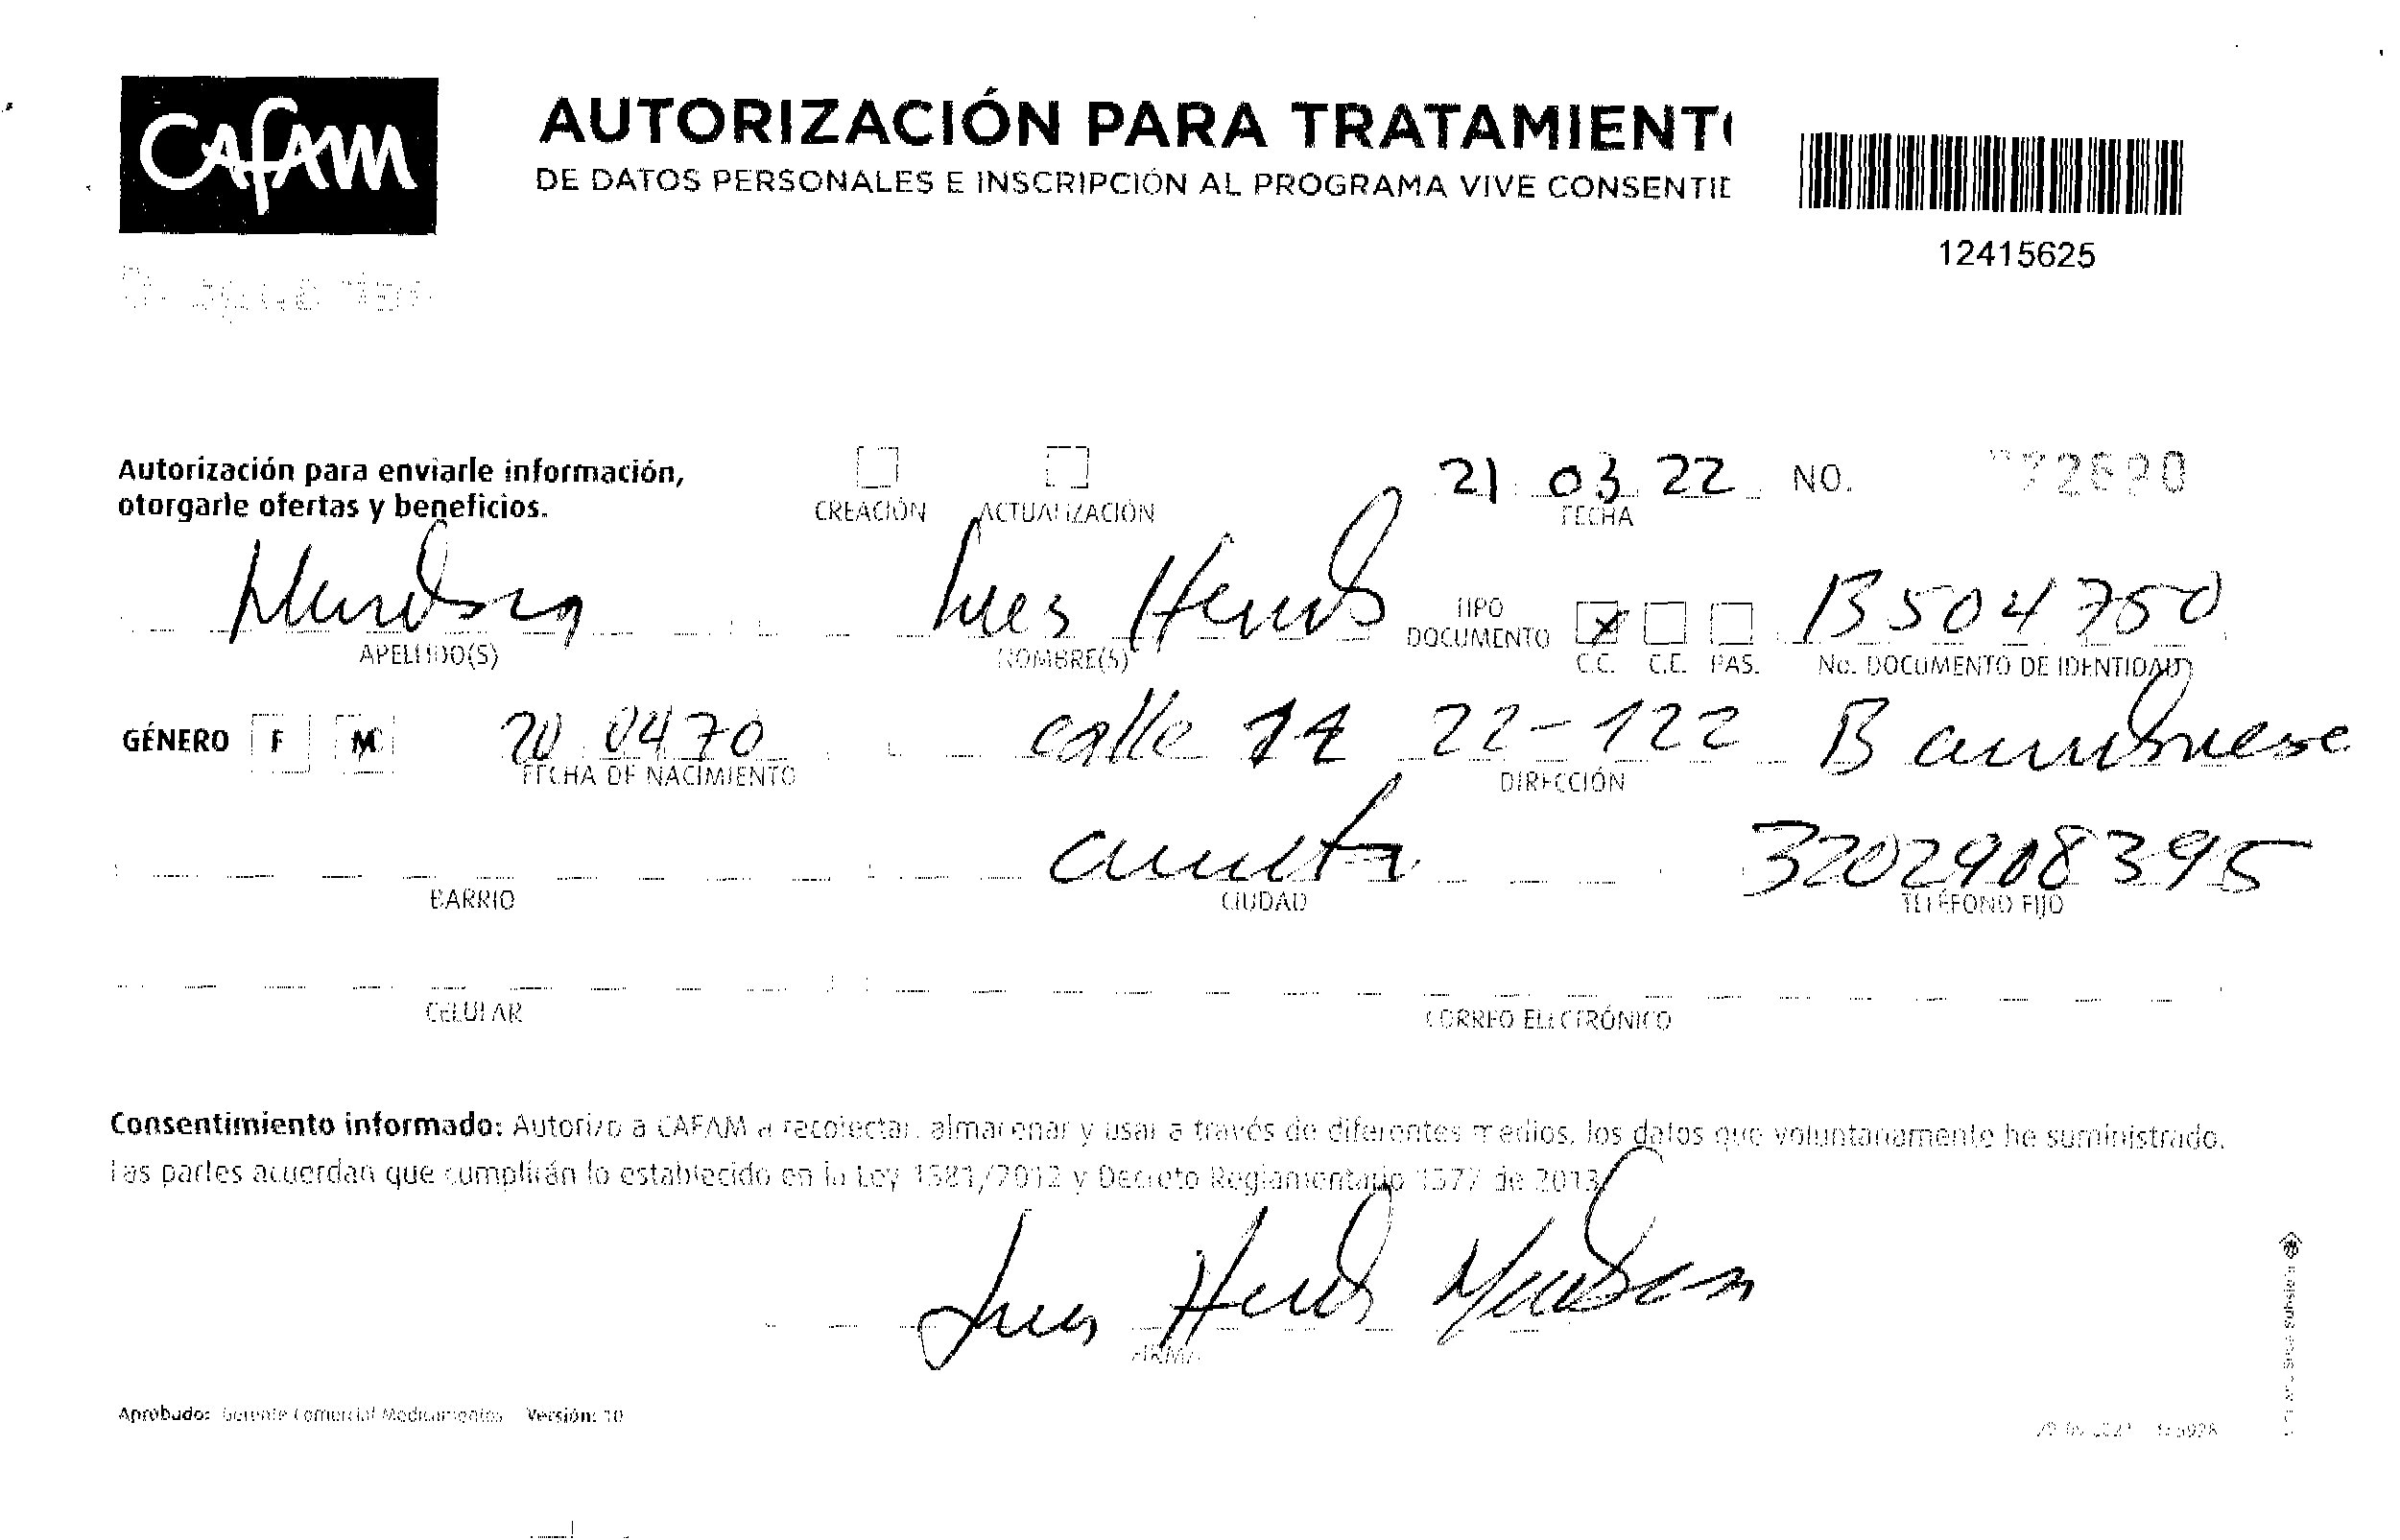 CAFAM
AUTORIZACIÓN PARA TRATAMIENT
DE DATOS PERSONALES E INSCRIPCIÓN AL PROGRAMA VIVE CONSENTID
12415625
Autorización para enviarle información,
otorgarle ofertas y beneficios.
CREACIÓN ACTUALIZACIÓN
21 03 22 NO. 72690
FECHA
APELLIDO(S) NOMBRE(S)
TIPO DOCUMENTO X C.C. C.E. PAS.
13504750
No. DOCUMENTO DE IDENTIDAD
GÉNERO F M 20 04 70 calle 14 22-122 B
FECHA DE NACIMIENTO DIRECCIÓN
3202908395
BARRIO CIUDAD TELÉFONO FIJO
CELULAR CORREO ELECTRÓNICO
Consentimiento informado: Autorizo a CAFAM a recolectar, almacenar y usar a través de diferentes medios, los datos que voluntariamente he suministrado.
Las partes acuerdan que cumplirán lo establecido en la Ley 1581/2012 y Decreto Reglamentario 1377 de 2013
FIRMA
Aprobado: Gerente Comercial Medicamentos Versión: 10